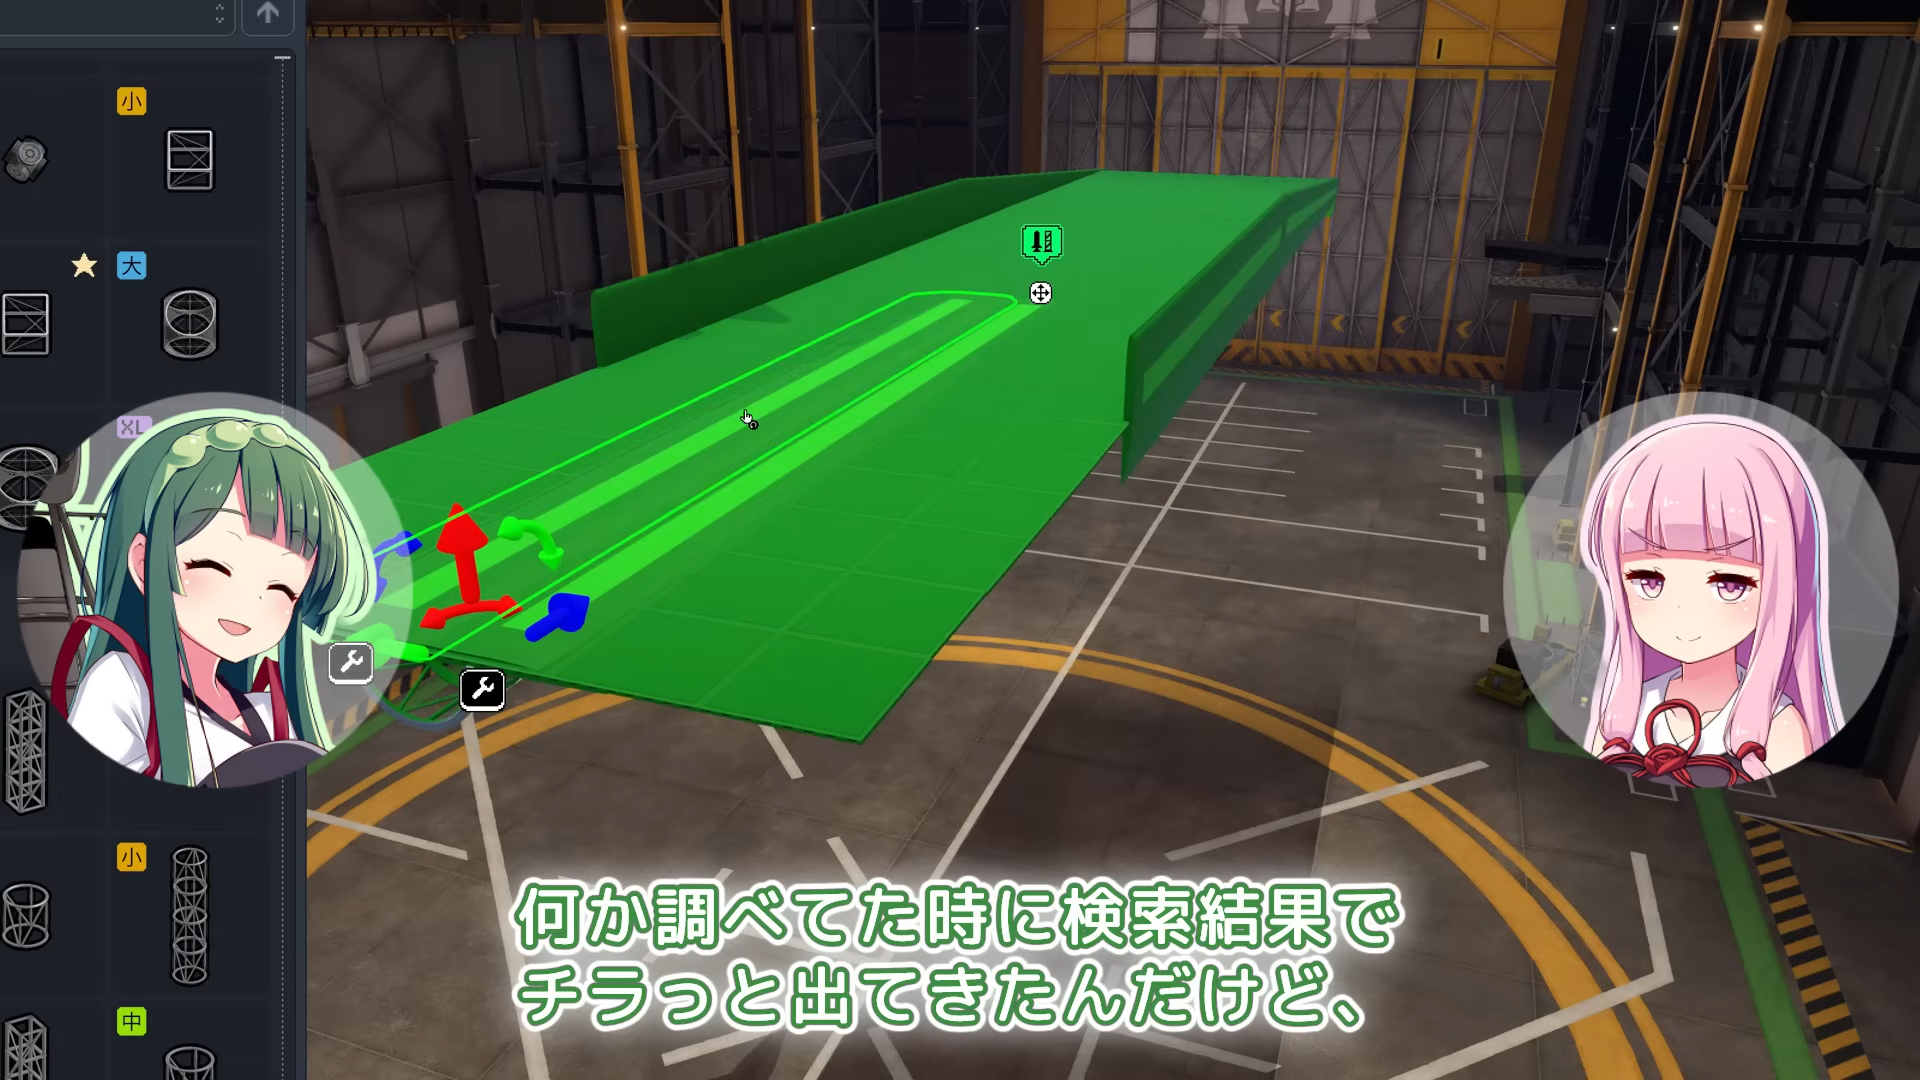 小
大
XL
小
中
何か調べてた時に検索結果で
チラっと出てきたんだけど、